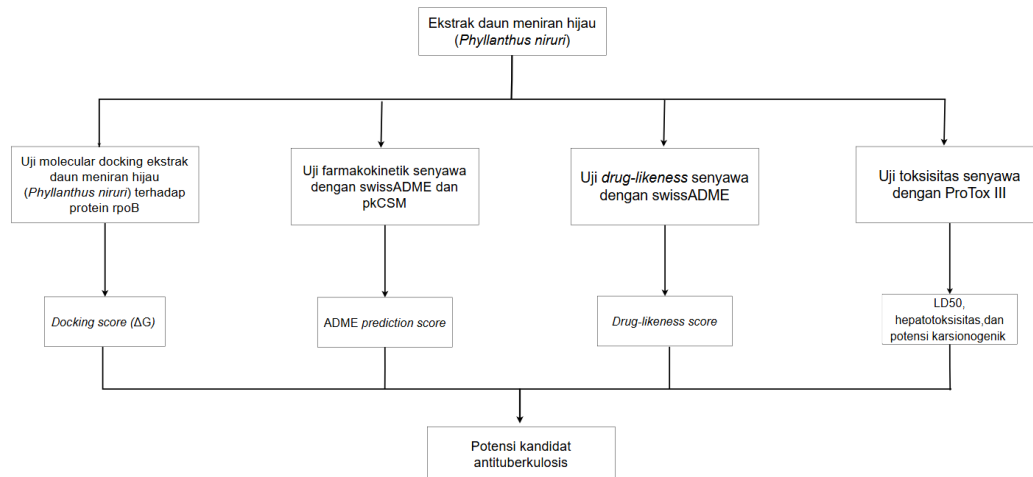 Ekstrak daun meniran hijau
(Phyllanthus niruri)
Uji molecular docking ekstrak
daun meniran hijau
(Phyllanthus niruri) terhadap
protein rpoB
Uji farmakokinetik senyawa
dengan swissADME dan
pkCSM
Uji drug-likeness senyawa
dengan swissADME
Uji toksisitas senyawa
dengan ProTox III
Docking score (ΔG)
ADME prediction score
Drug-likeness score
LD50,
hepatotoksisitas,dan
potensi karsionogenik
Potensi kandidat
antituberkulosis